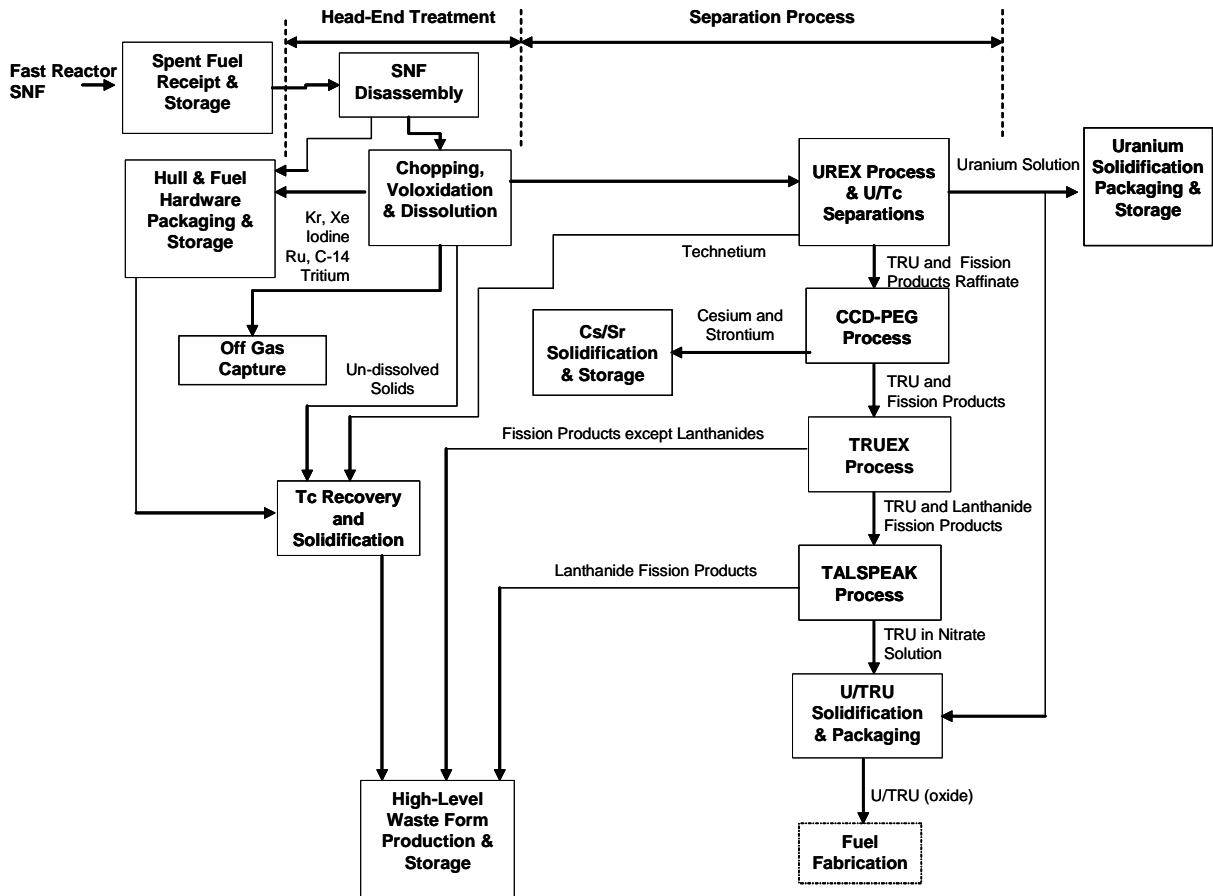 Head-End Treatment
Separation Process
Fast Reactor
SNF
Spent Fuel
Receipt &
Storage
SNF
Disassembly
Hull & Fuel
Hardware
Packaging &
Storage
Chopping,
Voloxidation
& Dissolution
UREX Process
& U/Tc
Separations
Uranium Solution
Uranium
Solidification
Packaging &
Storage
Kr, Xe
Iodine
Ru, C-14
Tritium
Technetium
TRU and Fission
Products Raffinate
Off Gas
Capture
Cs/Sr
Solidification
& Storage
Cesium and
Strontium
CCD-PEG
Process
Un-dissolved
Solids
TRU and
Fission Products
Fission Products except Lanthanides
TRUEX
Process
Tc Recovery
and
Solidification
TRU and Lanthanide
Fission Products
Lanthanide Fission Products
TALSPEAK
Process
TRU in Nitrate
Solution
U/TRU
Solidification
& Packaging
High-Level
Waste Form
Production &
Storage
U/TRU (oxide)
Fuel
Fabrication